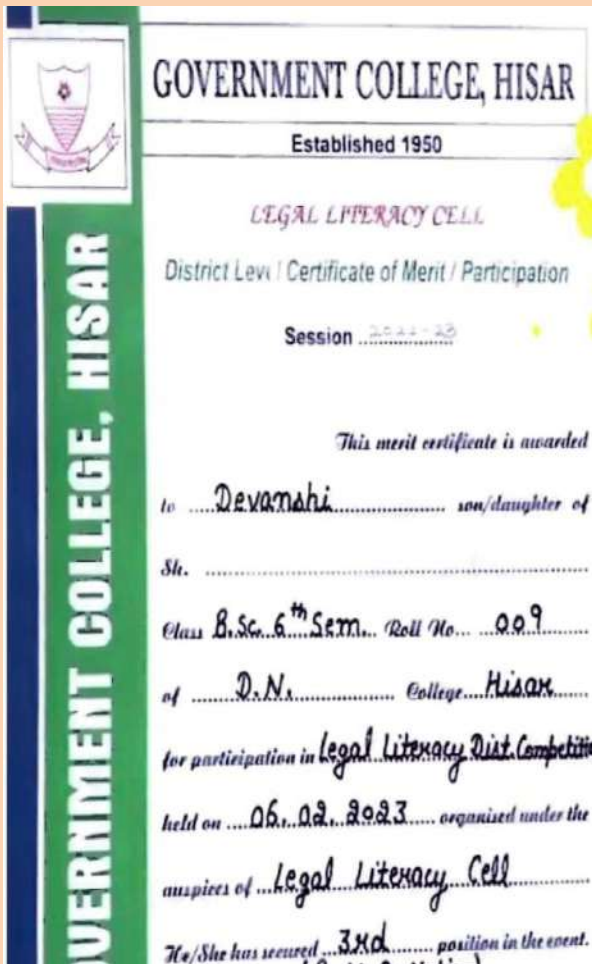 GOVERNMENT COLLEGE, HISAR
Established 1950
LEGAL LITERACY CELL
District Level Certificate of Merit / Participation
Session 2022-23
This merit certificate is awarded
to Devanshi son/daughter of
Sh.
Class B.Sc. 6th Sem. Roll No. 009
of D.N. College Hisar
for participation in Legal Literacy Dist. Competitio
held on 06.02.2023 organised under the
auspices of Legal Literacy Cell
He/She has secured 3rd position in the event.
OVERNMENT COLLEGE, HISAR